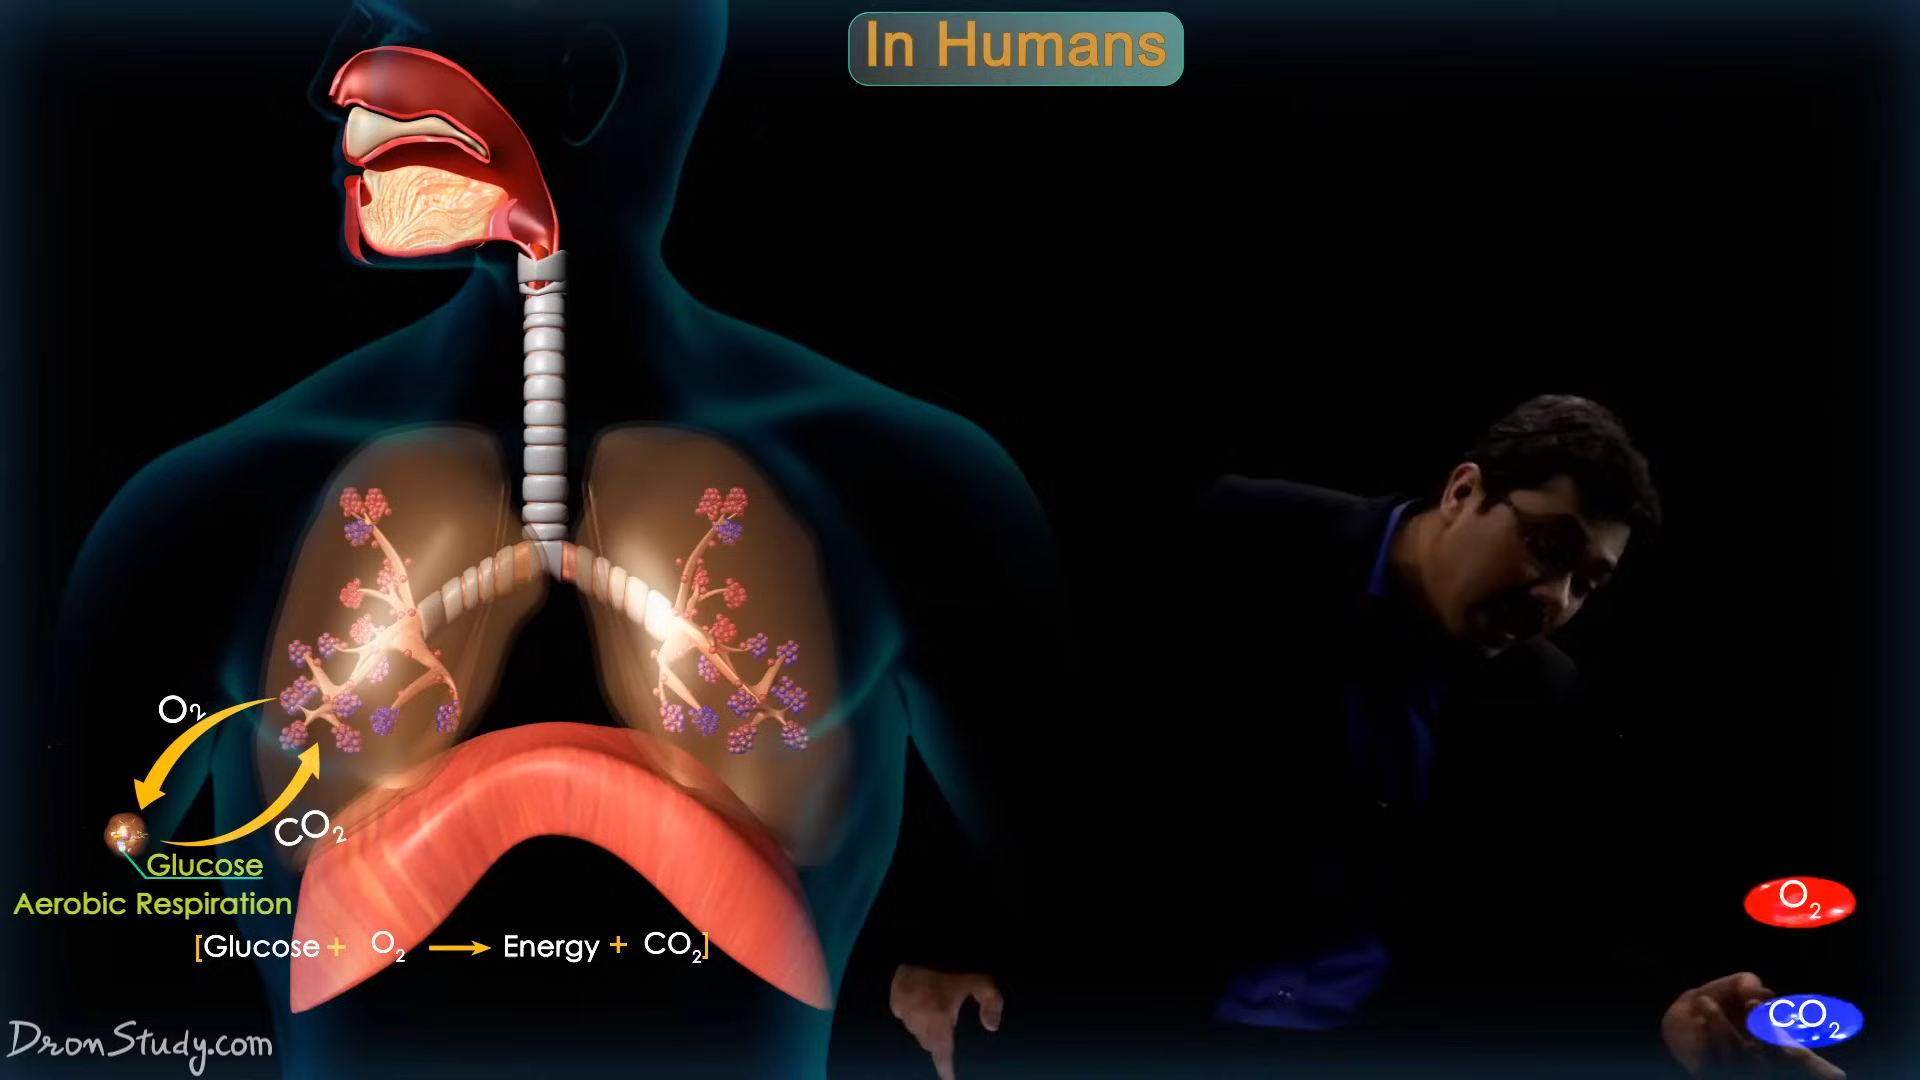 In Humans
O2
CO2
Glucose
Aerobic Respiration
[Glucose + O2 → Energy + CO2]
O2
CO2
DronStudy.com